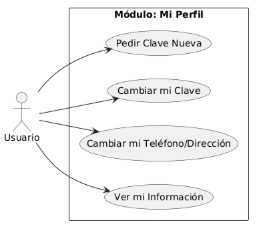 Módulo: Mi Perfil
Pedir Clave Nueva
Cambiar mi Clave
Usuario
Cambiar mi Teléfono/Dirección
Ver mi Información